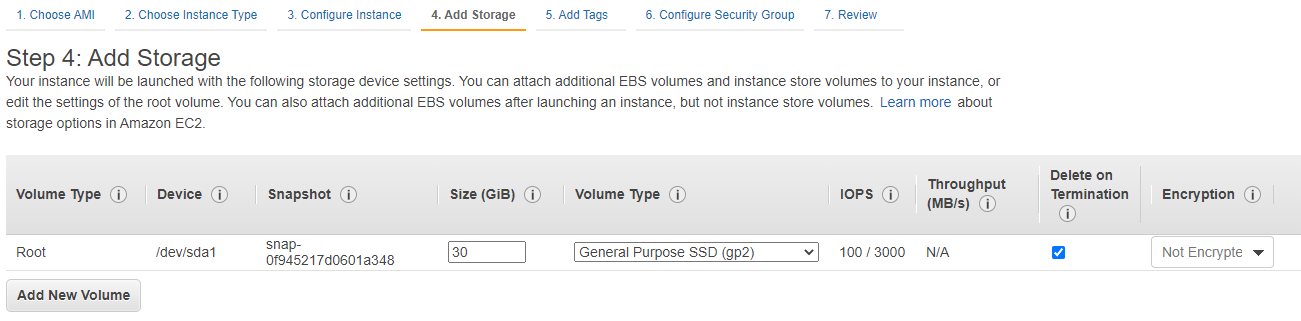 1. Choose AMI 2. Choose Instance Type 3. Configure Instance 4. Add Storage 5. Add Tags 6. Configure Security Group 7. Review
Step 4: Add Storage
Your instance will be launched with the following storage device settings. You can attach additional EBS volumes and instance store volumes to your instance, or
edit the settings of the root volume. You can also attach additional EBS volumes after launching an instance, but not instance store volumes. Learn more about
storage options in Amazon EC2.
Volume Type i Device i Snapshot i Size (GiB) i Volume Type i IOPS i Throughput (MB/s) i Delete on Termination i Encryption i
Root /dev/sda1 snap-0f945217d0601a348 30 General Purpose SSD (gp2) 100 / 3000 N/A Not Encrypte
Add New Volume